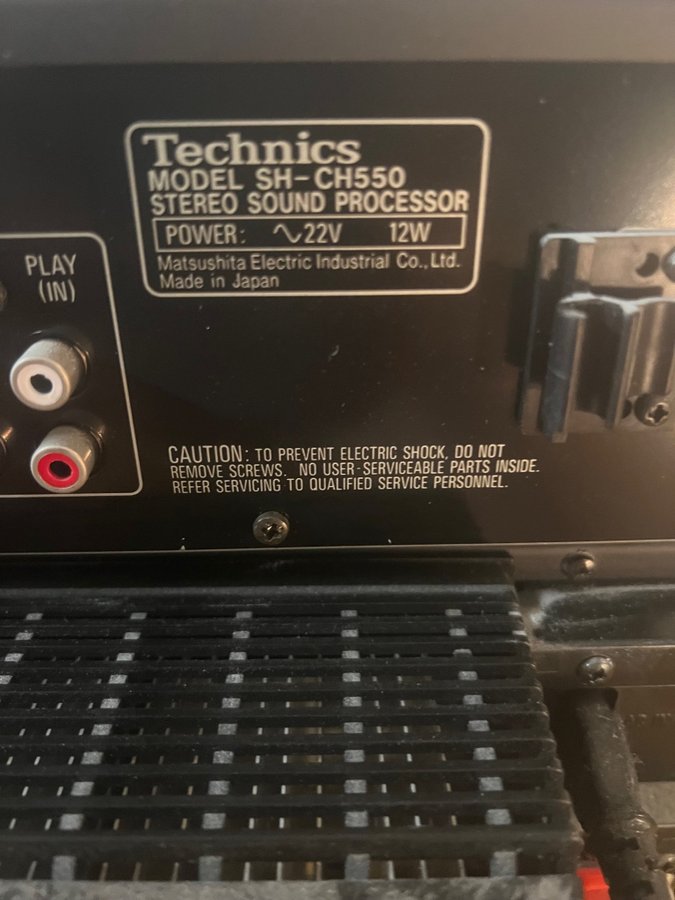 Technics
MODEL SH-CH550
STEREO SOUND PROCESSOR
POWER: ∿22V 12W
Matsushita Electric Industrial Co., Ltd.
Made in Japan
PLAY
(IN)
CAUTION: TO PREVENT ELECTRIC SHOCK, DO NOT
REMOVE SCREWS. NO USER-SERVICEABLE PARTS INSIDE.
REFER SERVICING TO QUALIFIED SERVICE PERSONNEL.